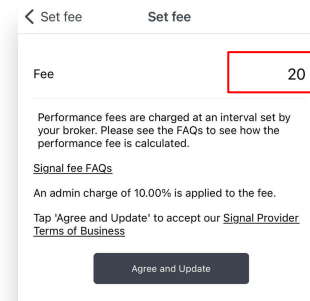 Set fee
Set fee
Fee
20
Performance fees are charged at an interval set by
your broker. Please see the FAQs to see how the
performance fee is calculated.
Signal fee FAQs
An admin charge of 10.00% is applied to the fee.
Tap 'Agree and Update' to accept our Signal Provider
Terms of Business
Agree and Update